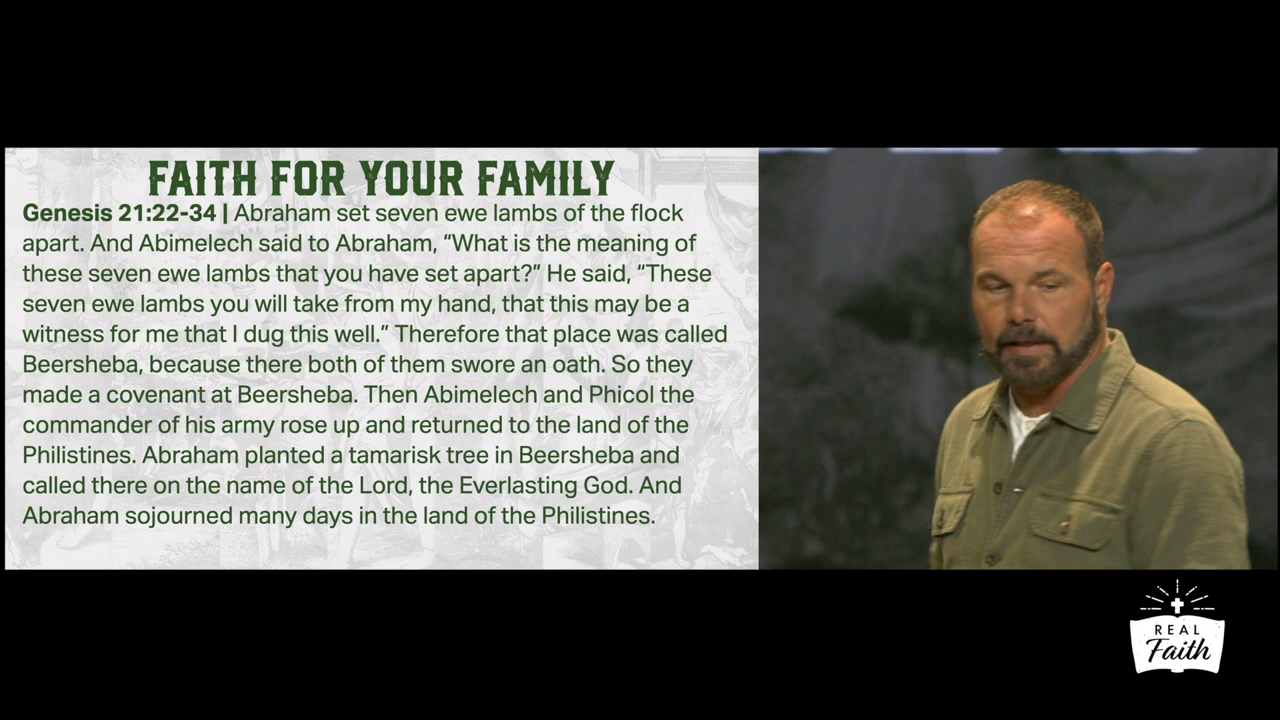 FAITH FOR YOUR FAMILY
Genesis 21:22-34 | Abraham set seven ewe lambs of the flock
apart. And Abimelech said to Abraham, “What is the meaning of
these seven ewe lambs that you have set apart?” He said, “These
seven ewe lambs you will take from my hand, that this may be a
witness for me that I dug this well.” Therefore that place was called
Beersheba, because there both of them swore an oath. So they
made a covenant at Beersheba. Then Abimelech and Phicol the
commander of his army rose up and returned to the land of the
Philistines. Abraham planted a tamarisk tree in Beersheba and
called there on the name of the Lord, the Everlasting God. And
Abraham sojourned many days in the land of the Philistines.
REAL
Faith